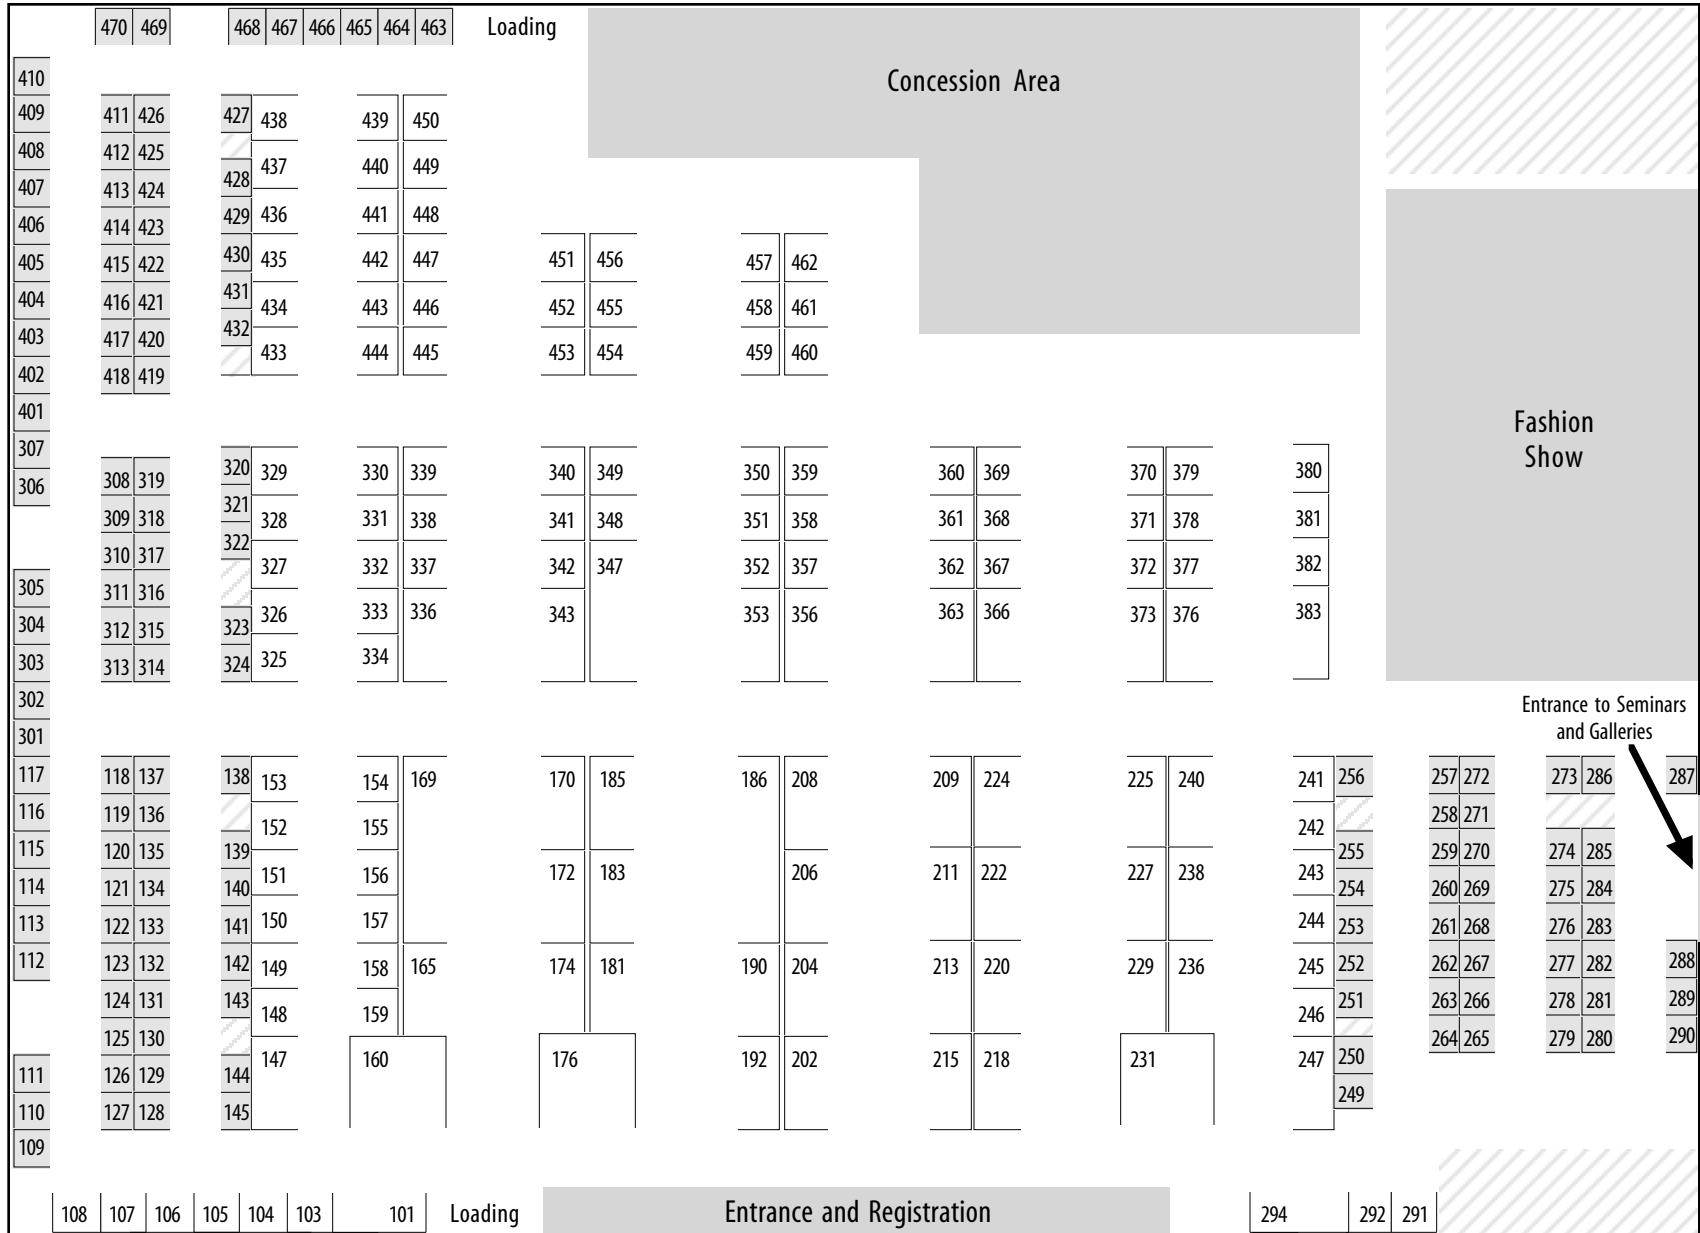 470 469 468 467 466 465 464 463 Loading
Concession Area
410
409 411 426 427 438 439 450
408 412 425 437 440 449
407 413 424 428
406 414 423 429 436 441 448
405 415 422 430 435 442 447 451 456 457 462
404 416 421 431 434 443 446 452 455 458 461
403 417 420 432 433 444 445 453 454 459 460
402 418 419
401
Fashion
Show
307
306 308 319 320 329 330 339 340 349 350 359 360 369 370 379 380
309 318 321 328 331 338 341 348 351 358 361 368 371 378 381
310 317 322 327 332 337 342 347 352 357 362 367 372 377 382
305 311 316
304 312 315 323 326 333 336 343 353 356 363 366 373 376 383
303 313 314 324 325 334
302
301
Entrance to Seminars
and Galleries
117 118 137 138 153 154 169 170 185 186 208 209 224 225 240 241 256 257 272 273 286 287
116 119 136 152 155 242 258 271
115 120 135 139 255 259 270 274 285
114 121 134 140 151 156 172 183 206 211 222 227 238 243 254 260 269 275 284
113 122 133 141 150 157 244 253 261 268 276 283
112 123 132 142 149 158 165 174 181 190 204 213 220 229 236 245 252 262 267 277 282 288
124 131 143 148 159 246 251 263 266 278 281 289
125 130 264 265 279 280 290
111 126 129 144 147 160 176 192 202 215 218 231 247 250
110 127 128 145 249
109
108 107 106 105 104 103 101 Loading Entrance and Registration 294 292 291